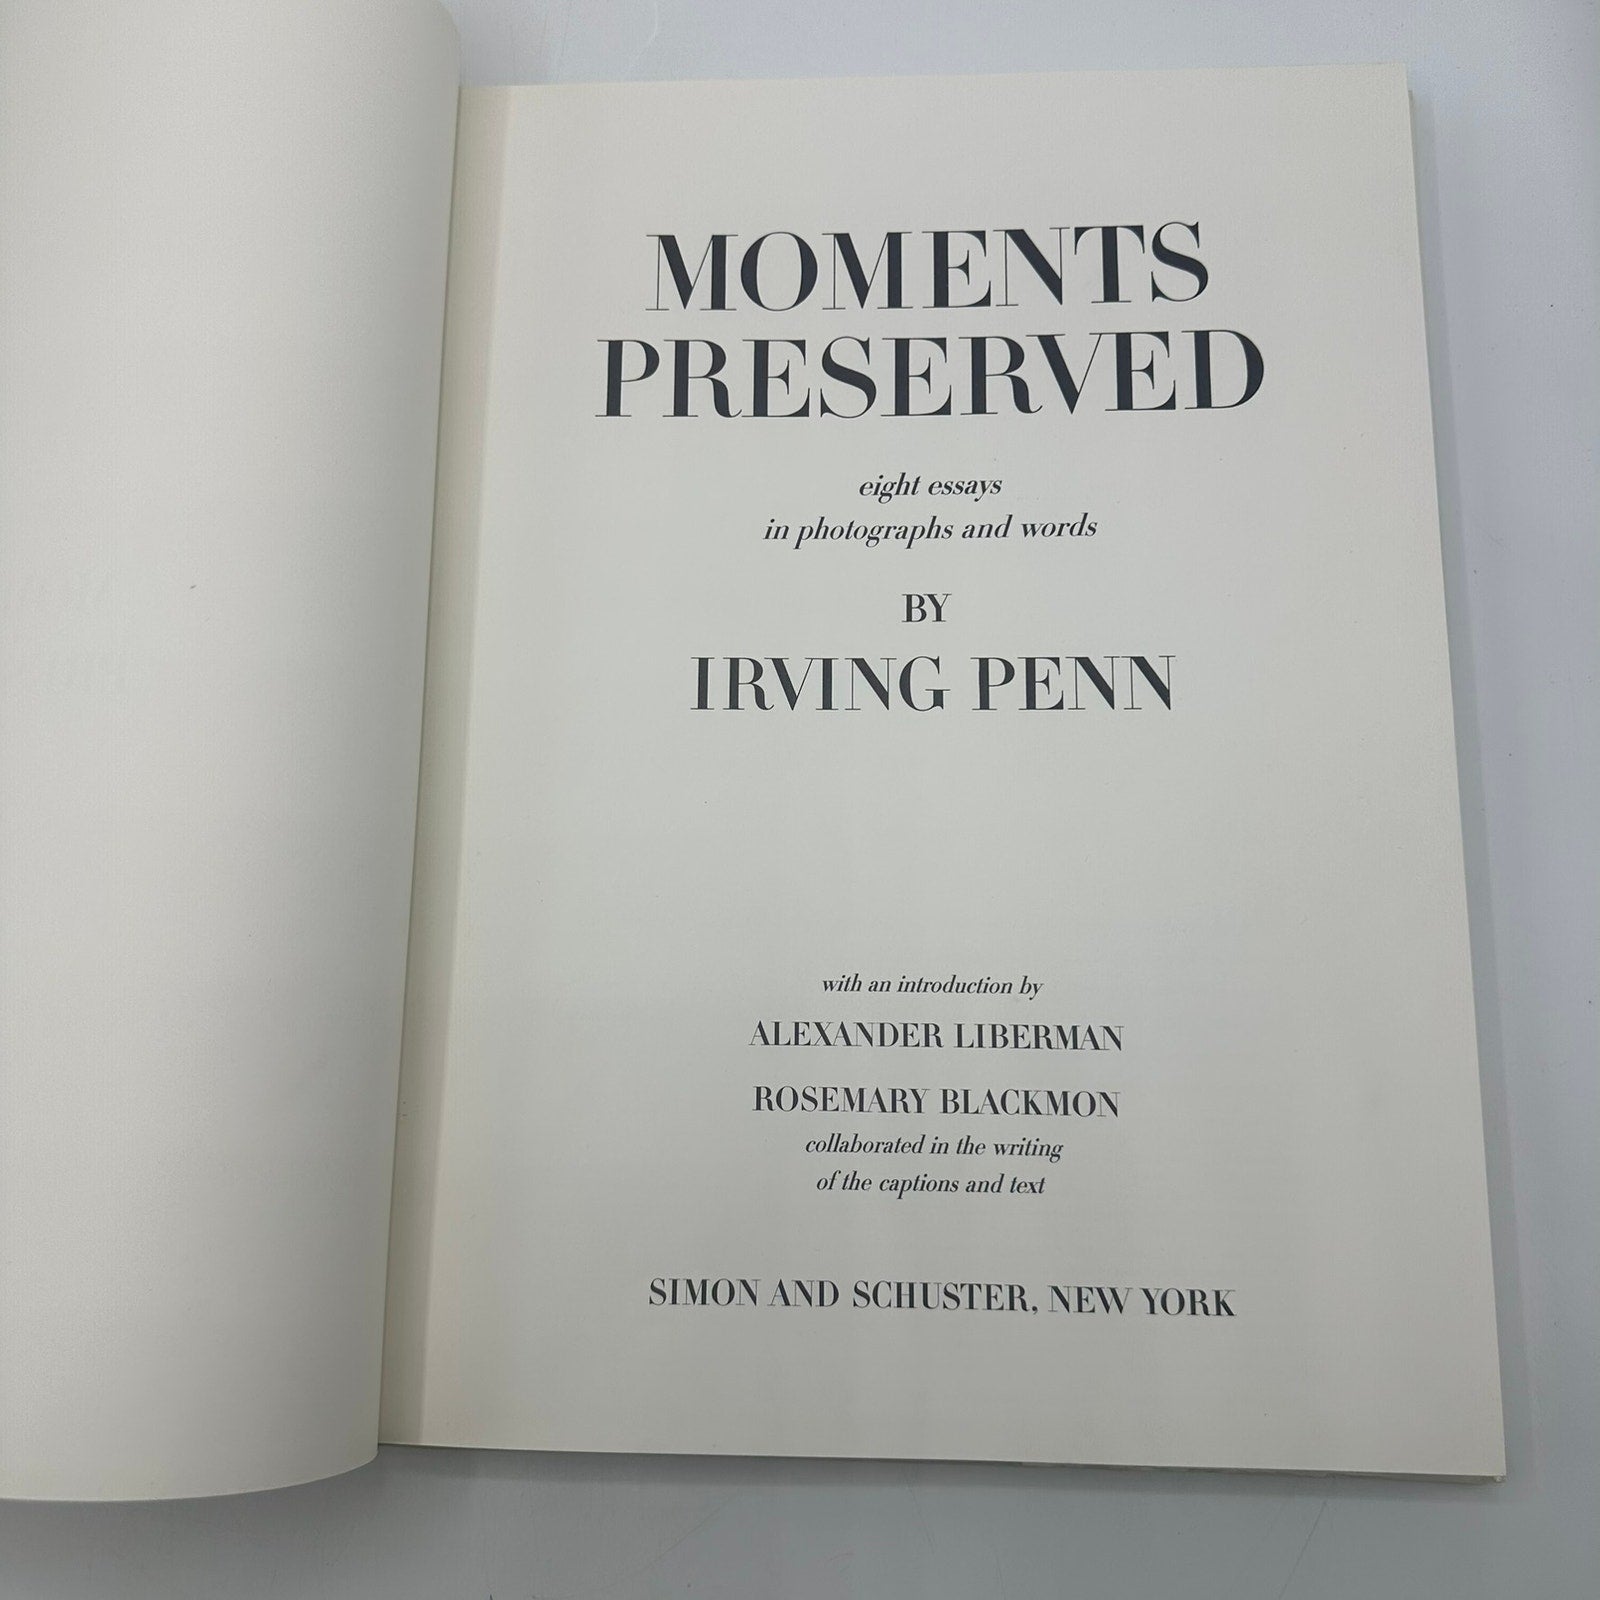 MOMENTS
PRESERVED
eight essays
in photographs and words
BY
IRVING PENN
with an introduction by
ALEXANDER LIBERMAN
ROSEMARY BLACKMON
collaborated in the writing
of the captions and text
SIMON AND SCHUSTER, NEW YORK